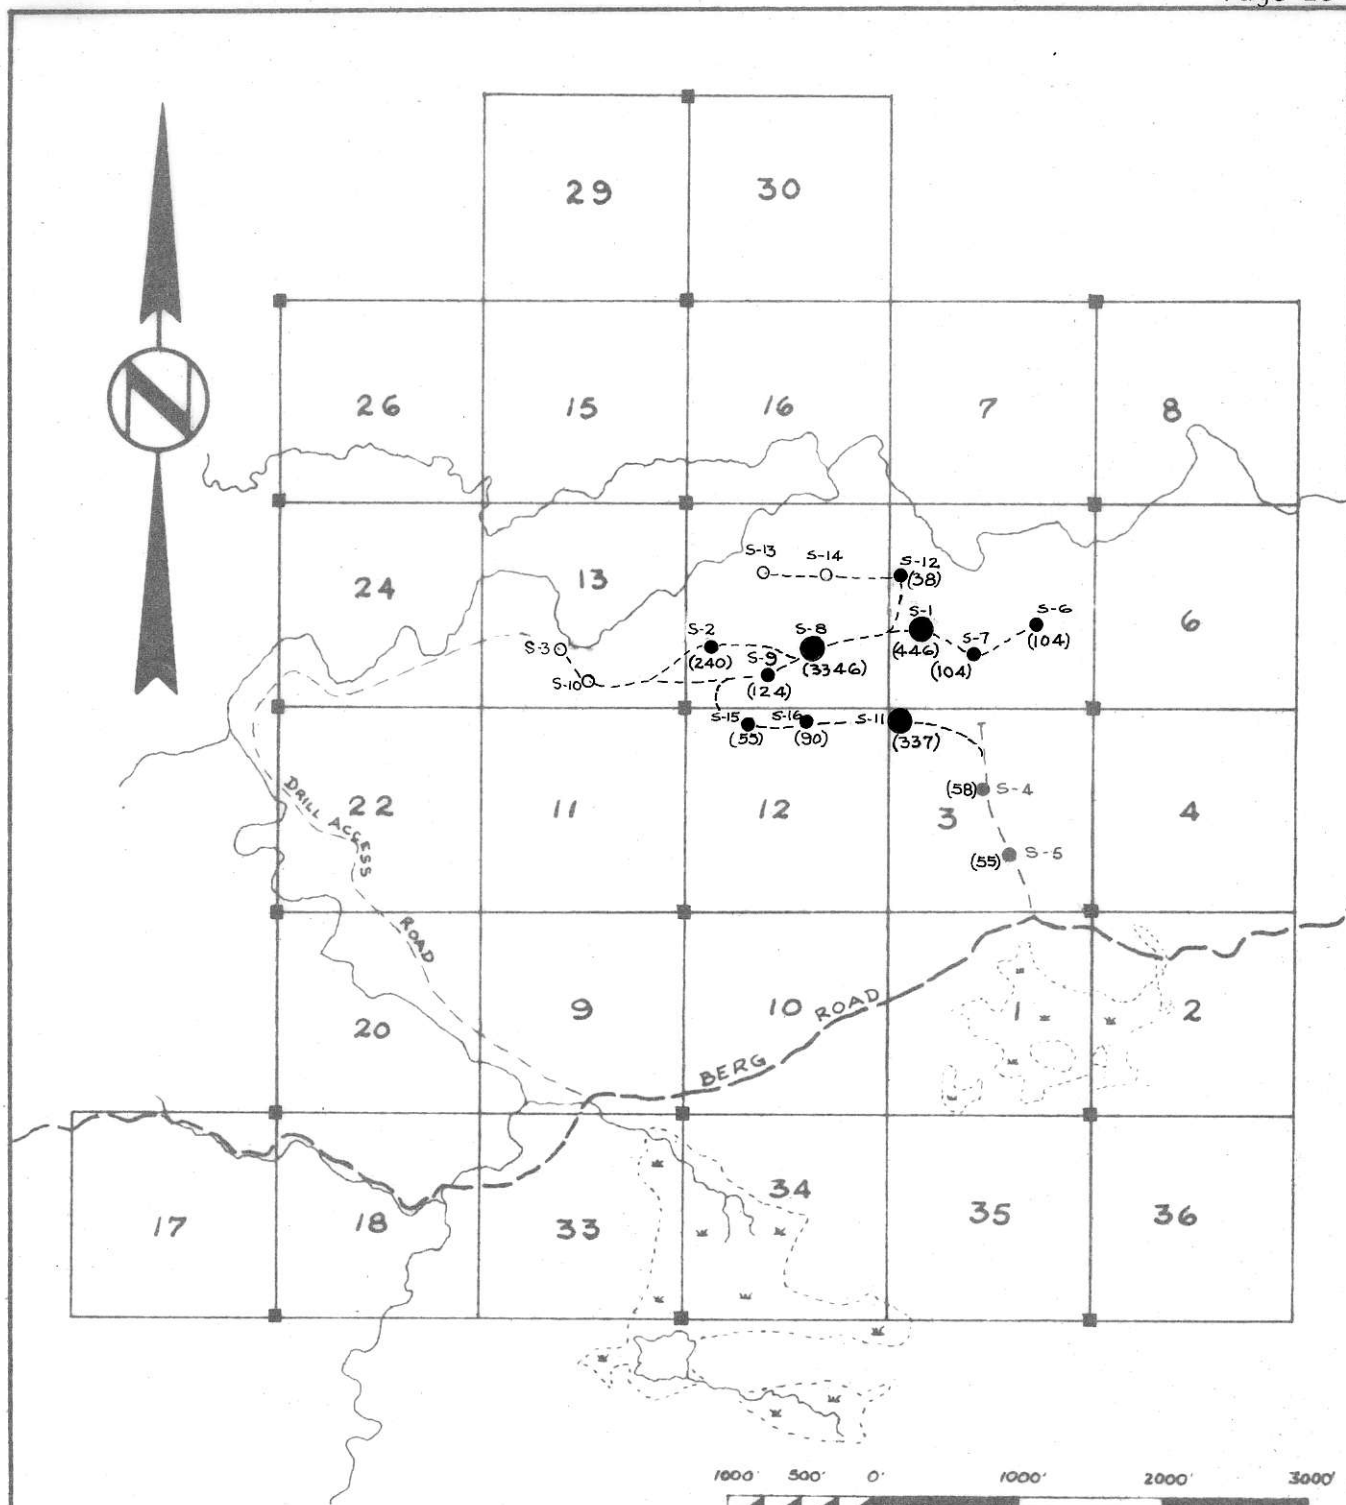 N
29 30
26 15 16 7 8
24 13 6
S-13 S-14 S-12
(38)
S-1 S-6
(446) (104)
S-7
(104)
S-2 S-8
(240) (3346)
S-3
S-9
(124)
S-10
S-15 S-16 S-11
(55) (90) (337)
(58) S-4
(55) S-5
22 11 12 3 4
DRILL ACCESS ROAD
20 9 10 1 2
BERG ROAD
17 18 33 34 35 36
1000' 500' 0' 1000' 2000' 3000'